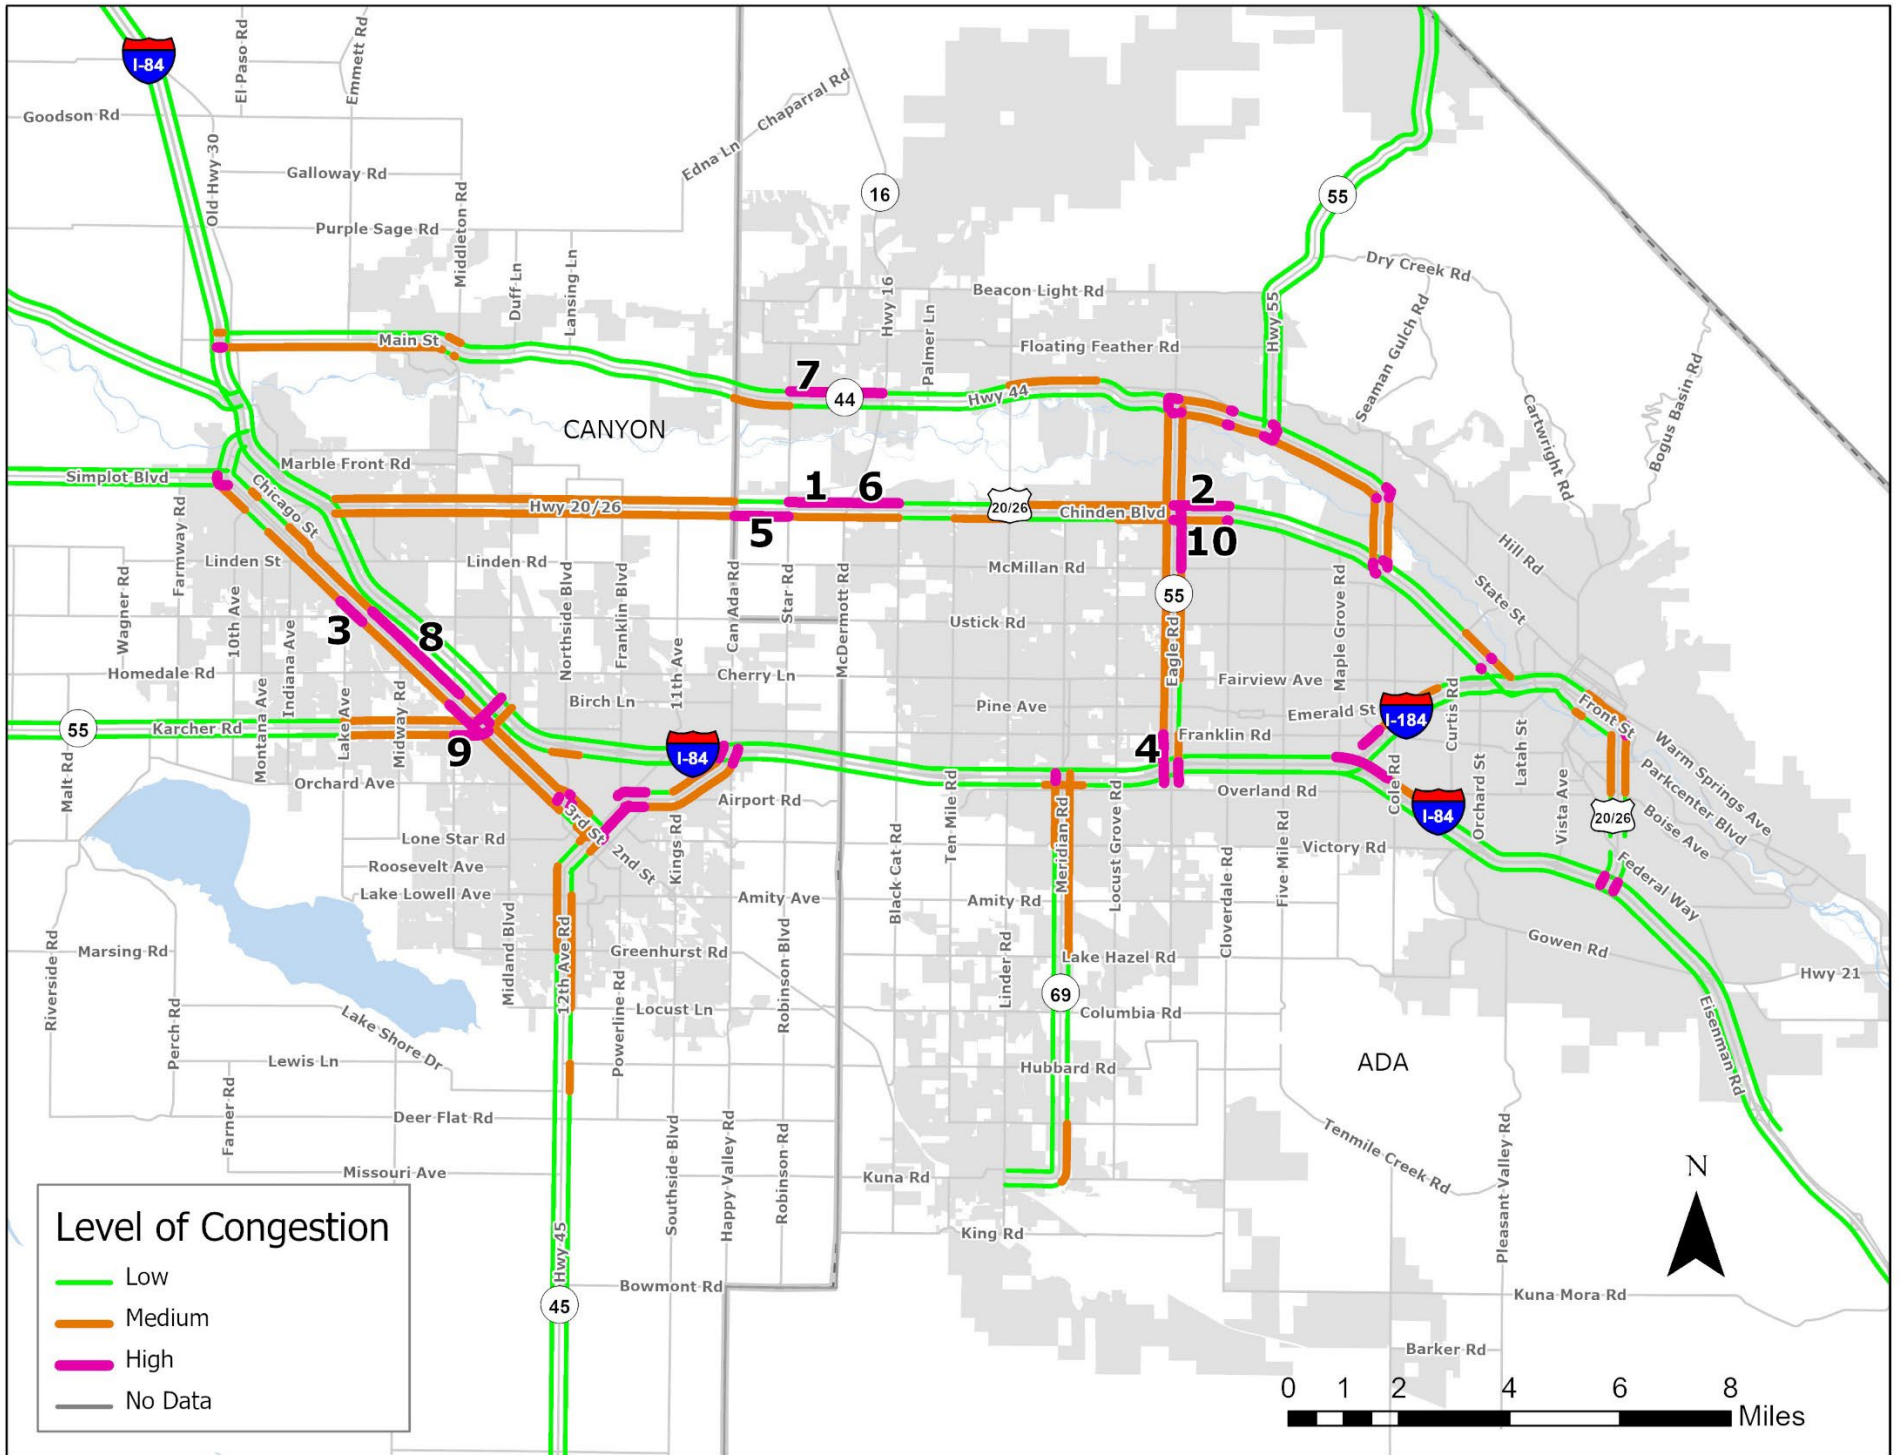 I-84
El Paso Rd
Emmett Rd
Goodson Rd
Old Hwy 30
Galloway Rd
Middleton Rd
Purple Sage Rd
Duff Ln
Lansing Ln
Edna Ln
Chaparral Rd
16
Hwy 16
55
Dry Creek Rd
Beacon Light Rd
Palmer Ln
Hwy 55
Seaman Gulch Rd
Cartwright Rd
Bogus Basin Rd
Main St
Floating Feather Rd
7
44
Hwy 44
CANYON
Marble Front Rd
Simplot Blvd
Chicago St
Farmway Rd
Hwy 20/26
1
6
5
20/26
Chinden Blvd
2
10
Hill Rd
Linden St
Linden Rd
McMillan Rd
State St
Wagner Rd
10th Ave
Indiana Ave
Montana Ave
Northside Blvd
Franklin Blvd
11th Ave
Can Ada Rd
Star Rd
McDermott Rd
55
Eagle Rd
Maple Grove Rd
Ustick Rd
3
8
Homedale Rd
Cherry Ln
Fairview Ave
Lake Ave
Midway Rd
Birch Ln
Pine Ave
Emerald St
I-184
Curtis Rd
Front St
55
Karcher Rd
9
I-84
4
Franklin Rd
Latah St
Warm Springs Ave
Malt Rd
Orchard Ave
Airport Rd
Overland Rd
Cole Rd
I-84
Orchard St
Vista Ave
20/26
Parkcenter Blvd
Boise Ave
Lone Star Rd
3rd St
2nd St
Kings Rd
Ten Mile Rd
Meridian Rd
Locust Grove Rd
Victory Rd
Roosevelt Ave
Lake Lowell Ave
Amity Ave
Black Cat Rd
Amity Rd
Cloverdale Rd
Five Mile Rd
Federal Way
Riverside Rd
Marsing Rd
Midland Blvd
12th Ave Rd
Greenhurst Rd
Powerline Rd
Robinson Blvd
Linder Rd
Lake Hazel Rd
Gowen Rd
Hwy 21
69
Perch Rd
Lake Shore Dr
Locust Ln
Columbia Rd
Eisenman Rd
Lewis Ln
Hubbard Rd
ADA
Farner Rd
Deer Flat Rd
Southside Blvd
Happy Valley Rd
Robinson Rd
Tenmile Creek Rd
Pleasant Valley Rd
Missouri Ave
Kuna Rd
N
King Rd
Hwy 45
45
Bowmont Rd
Kuna Mora Rd
Barker Rd
Level of Congestion
Low
Medium
High
No Data
0 1 2 4 6 8
Miles